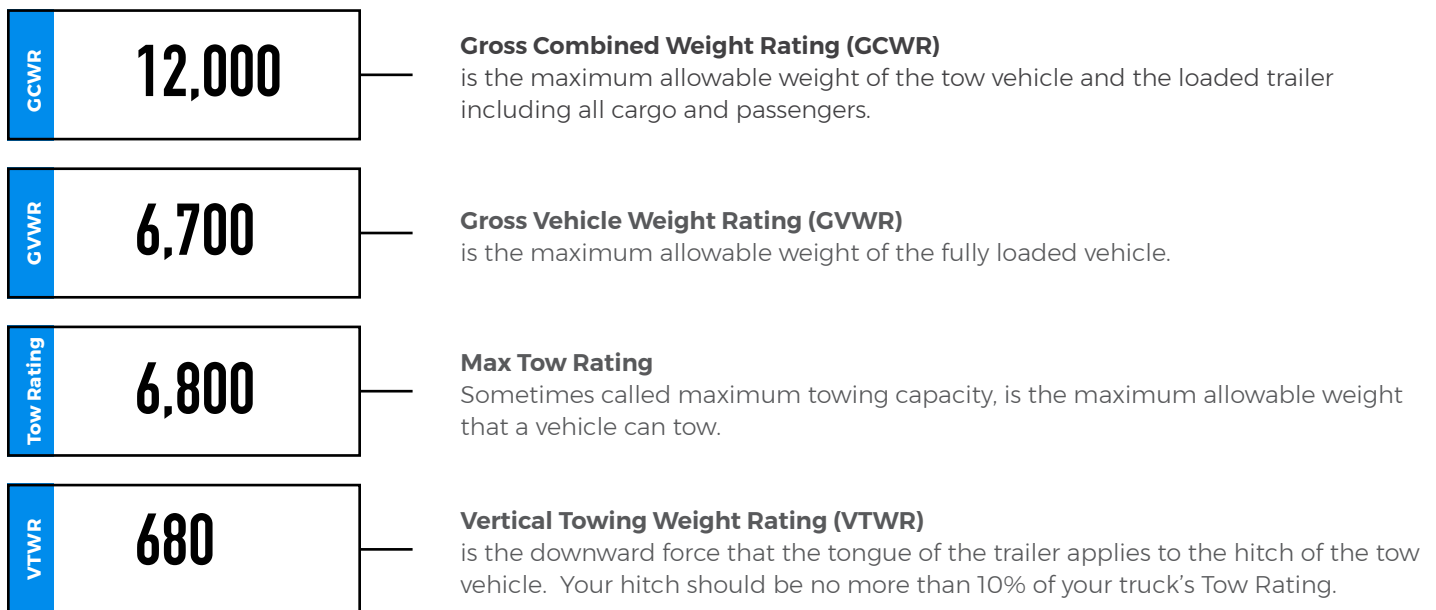 GCWR
12,000
Gross Combined Weight Rating (GCWR)
is the maximum allowable weight of the tow vehicle and the loaded trailer
including all cargo and passengers.
GVWR
6,700
Gross Vehicle Weight Rating (GVWR)
is the maximum allowable weight of the fully loaded vehicle.
Tow Rating
6,800
Max Tow Rating
Sometimes called maximum towing capacity, is the maximum allowable weight
that a vehicle can tow.
VTWR
680
Vertical Towing Weight Rating (VTWR)
is the downward force that the tongue of the trailer applies to the hitch of the tow
vehicle.  Your hitch should be no more than 10% of your truck's Tow Rating.